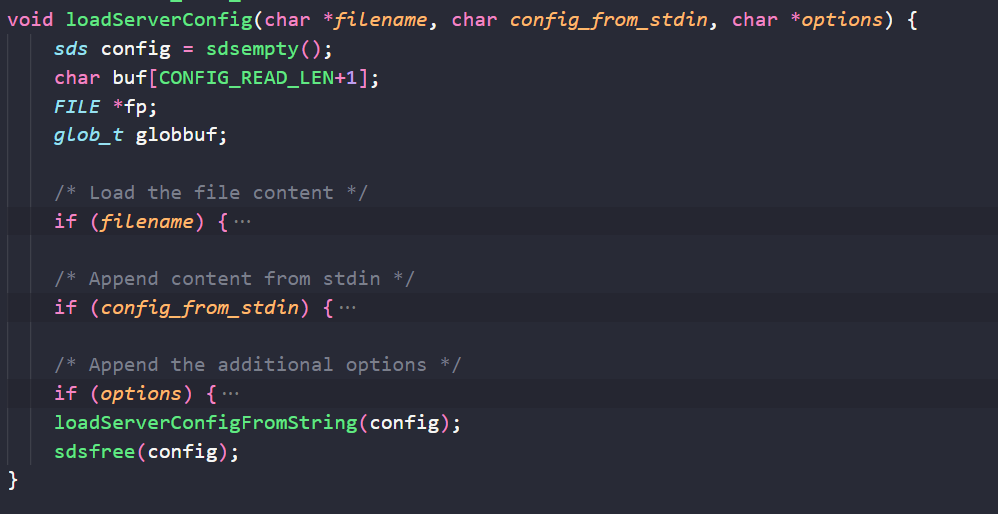 void loadServerConfig(char *filename, char config_from_stdin, char *options) {
    sds config = sdsempty();
    char buf[CONFIG_READ_LEN+1];
    FILE *fp;
    glob_t globbuf;

    /* Load the file content */
    if (filename) {···

    /* Append content from stdin */
    if (config_from_stdin) {···

    /* Append the additional options */
    if (options) {···
    loadServerConfigFromString(config);
    sdsfree(config);
}